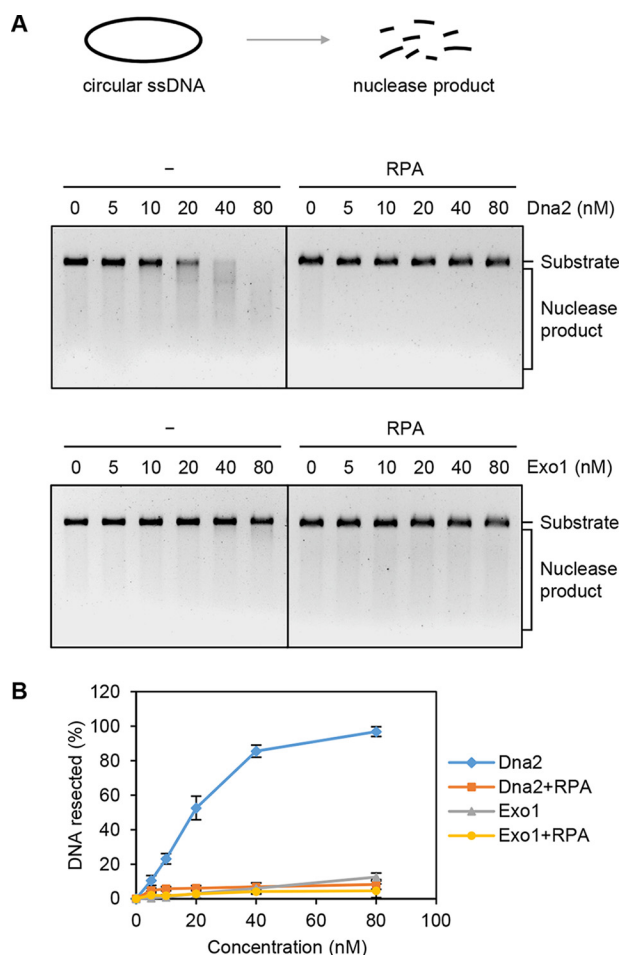 A
circular ssDNA
nuclease product
– RPA
0 5 10 20 40 80 0 5 10 20 40 80 Dna2 (nM)
Substrate
Nuclease
product
– RPA
0 5 10 20 40 80 0 5 10 20 40 80 Exo1 (nM)
Substrate
Nuclease
product
B
DNA resected (%)
120
100
80
60
40
20
0
0 20 40 60 80 100
Concentration (nM)
Dna2
Dna2+RPA
Exo1
Exo1+RPA